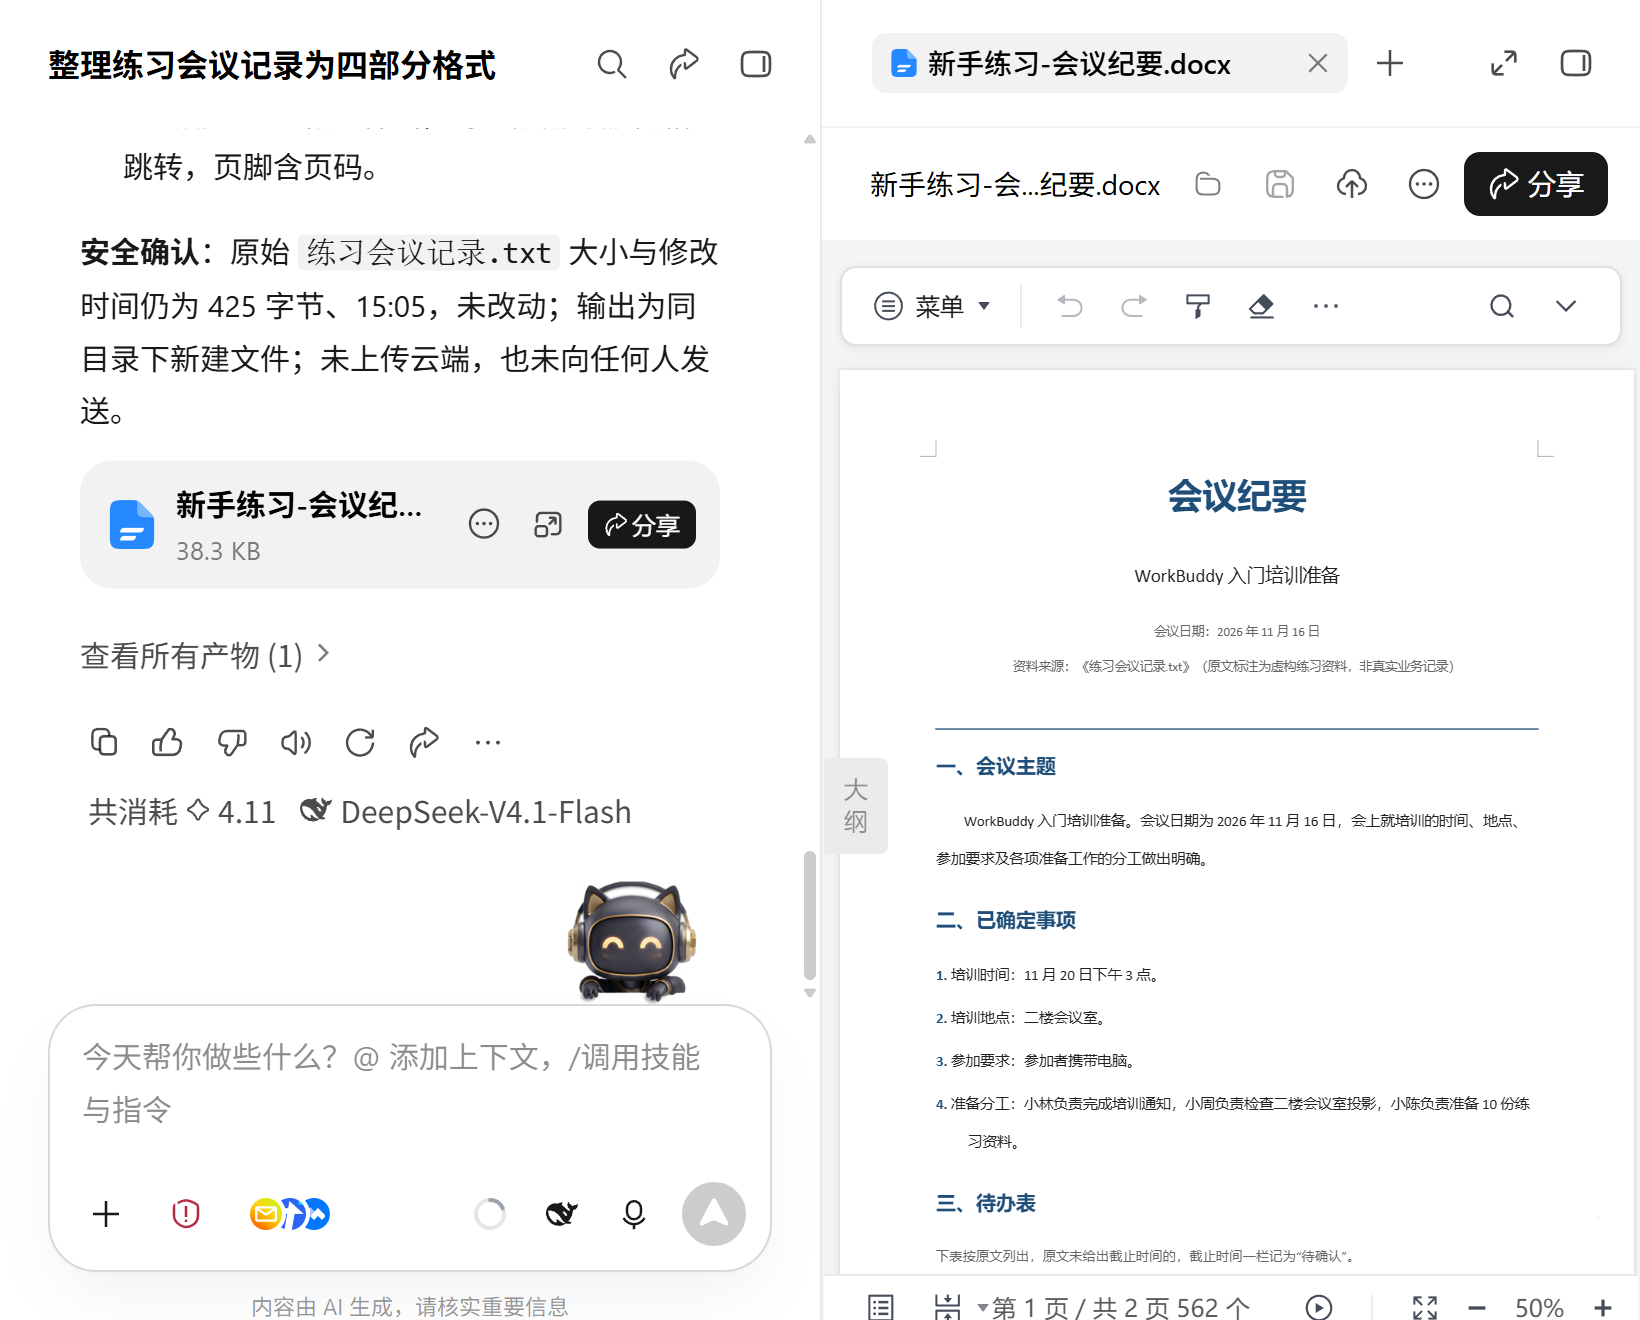 整理练习会议记录为四部分格式
跳转，页脚含页码。
安全确认：原始 练习会议记录.txt 大小与修改
时间仍为 425 字节、15:05，未改动；输出为同
目录下新建文件；未上传云端，也未向任何人发
送。
新手练习-会议纪...
38.3 KB
分享
查看所有产物 (1)
共消耗 4.11 DeepSeek-V4.1-Flash
今天帮你做些什么？@ 添加上下文，/调用技能
与指令
内容由 AI 生成，请核实重要信息
新手练习-会议纪要.docx
新手练习-会...纪要.docx
分享
菜单
大纲
会议纪要
WorkBuddy 入门培训准备
会议日期：2026 年 11 月 16 日
资料来源：《练习会议记录.txt》（原文标注为虚构练习资料，非真实业务记录）
一、会议主题
WorkBuddy 入门培训准备。会议日期为 2026 年 11 月 16 日，会上就培训的时间、地点、
参加要求及各项准备工作的分工做出明确。
二、已确定事项
1. 培训时间：11 月 20 日下午 3 点。
2. 培训地点：二楼会议室。
3. 参加要求：参加者携带电脑。
4. 准备分工：小林负责完成培训通知，小周负责检查二楼会议室投影，小陈负责准备 10 份练
习资料。
三、待办表
下表按原文列出，原文未给出截止时间的，截止时间一栏记为“待确认”。
第 1 页 / 共 2 页 562 个
50%